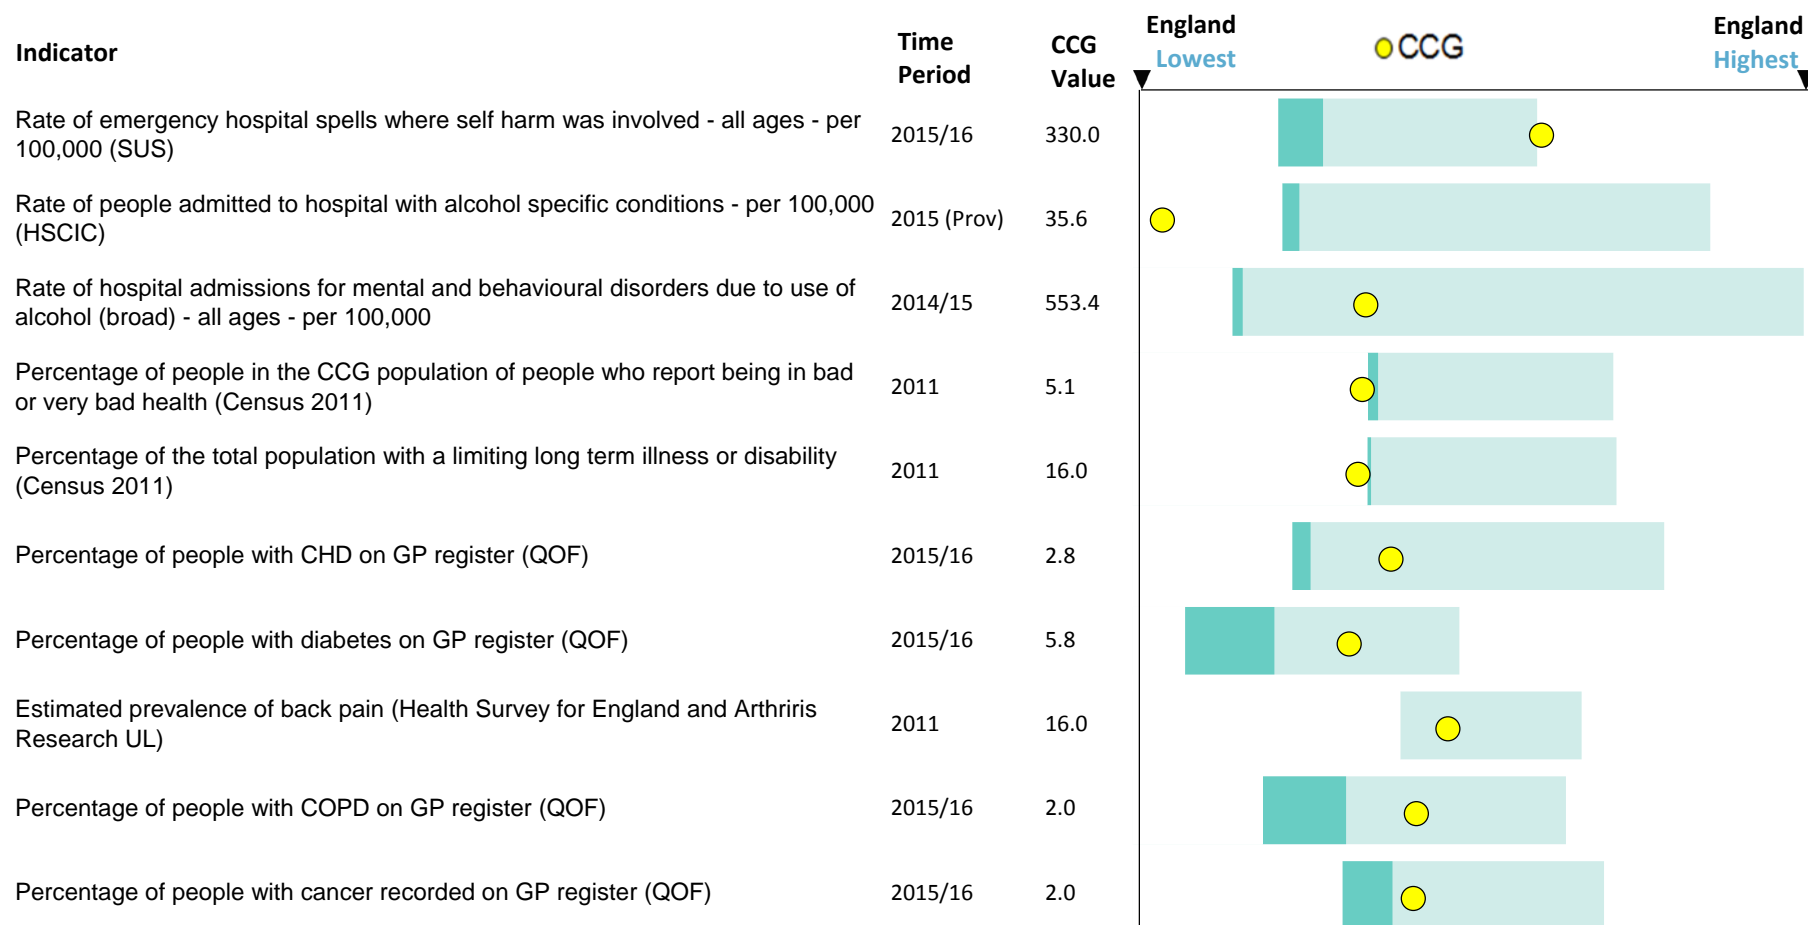 Indicator
Time
Period
CCG
Value
England
Lowest
CCG
England
Highest
Rate of emergency hospital spells where self harm was involved - all ages - per
100,000 (SUS)
2015/16
330.0
Rate of people admitted to hospital with alcohol specific conditions - per 100,000
(HSCIC)
2015 (Prov)
35.6
Rate of hospital admissions for mental and behavioural disorders due to use of
alcohol (broad) - all ages - per 100,000
2014/15
553.4
Percentage of people in the CCG population of people who report being in bad
or very bad health (Census 2011)
2011
5.1
Percentage of the total population with a limiting long term illness or disability
(Census 2011)
2011
16.0
Percentage of people with CHD on GP register (QOF)
2015/16
2.8
Percentage of people with diabetes on GP register (QOF)
2015/16
5.8
Estimated prevalence of back pain (Health Survey for England and Arthriris
Research UL)
2011
16.0
Percentage of people with COPD on GP register (QOF)
2015/16
2.0
Percentage of people with cancer recorded on GP register (QOF)
2015/16
2.0